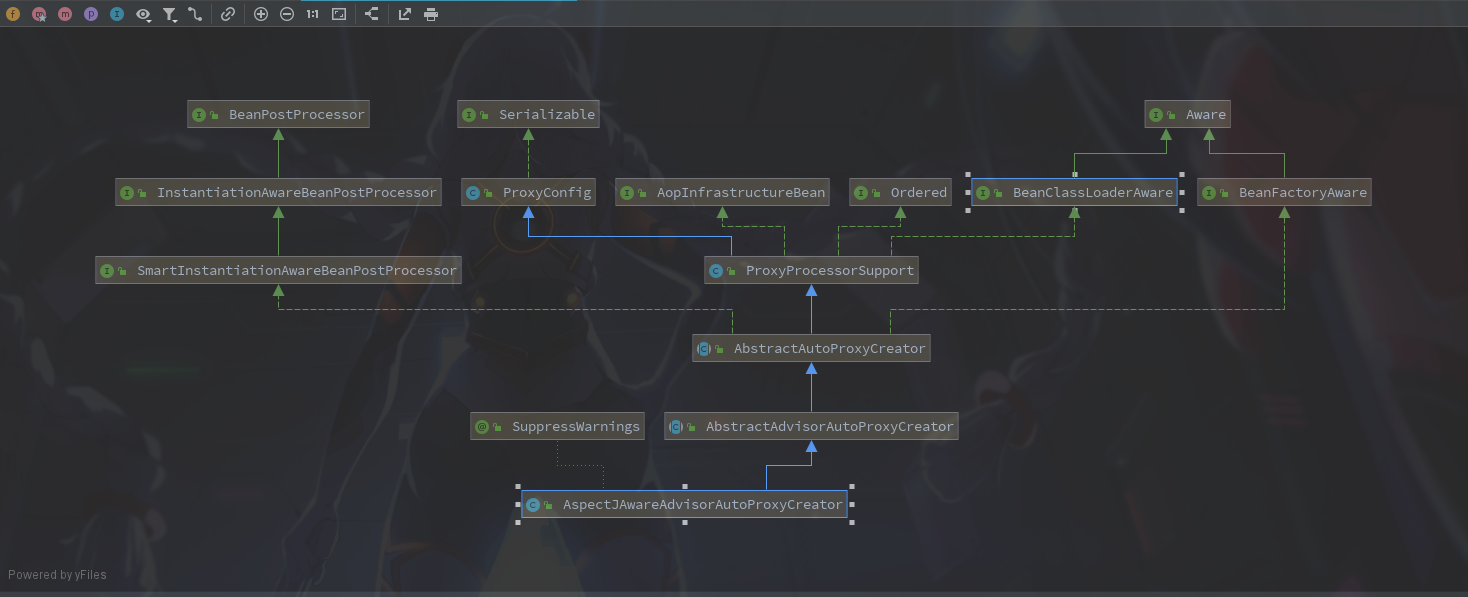 1:1
BeanPostProcessor
Serializable
Aware
InstantiationAwareBeanPostProcessor
ProxyConfig
AopInfrastructureBean
Ordered
BeanClassLoaderAware
BeanFactoryAware
SmartInstantiationAwareBeanPostProcessor
ProxyProcessorSupport
AbstractAutoProxyCreator
SuppressWarnings
AbstractAdvisorAutoProxyCreator
AspectJAwareAdvisorAutoProxyCreator
Powered by yFiles